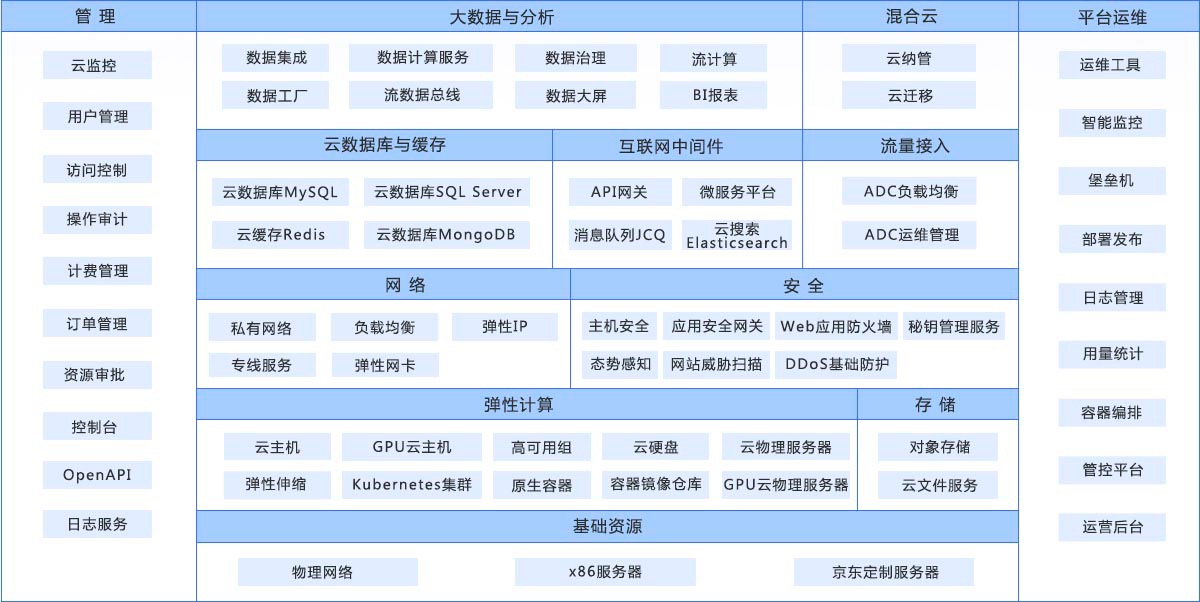 管 理
云监控
用户管理
访问控制
操作审计
计费管理
订单管理
资源审批
控制台
OpenAPI
日志服务
大数据与分析
数据集成
数据计算服务
数据治理
流计算
数据工厂
流数据总线
数据大屏
BI报表
混合云
云纳管
云迁移
云数据库与缓存
云数据库MySQL
云数据库SQL Server
云缓存Redis
云数据库MongoDB
互联网中间件
API网关
微服务平台
消息队列JCQ
云搜索
Elasticsearch
流量接入
ADC负载均衡
ADC运维管理
网 络
私有网络
负载均衡
弹性IP
专线服务
弹性网卡
安 全
主机安全
应用安全网关
Web应用防火墙
秘钥管理服务
态势感知
网站威胁扫描
DDoS基础防护
弹性计算
云主机
GPU云主机
高可用组
云硬盘
云物理服务器
弹性伸缩
Kubernetes集群
原生容器
容器镜像仓库
GPU云物理服务器
存 储
对象存储
云文件服务
基础资源
物理网络
x86服务器
京东定制服务器
平台运维
运维工具
智能监控
堡垒机
部署发布
日志管理
用量统计
容器编排
管控平台
运营后台